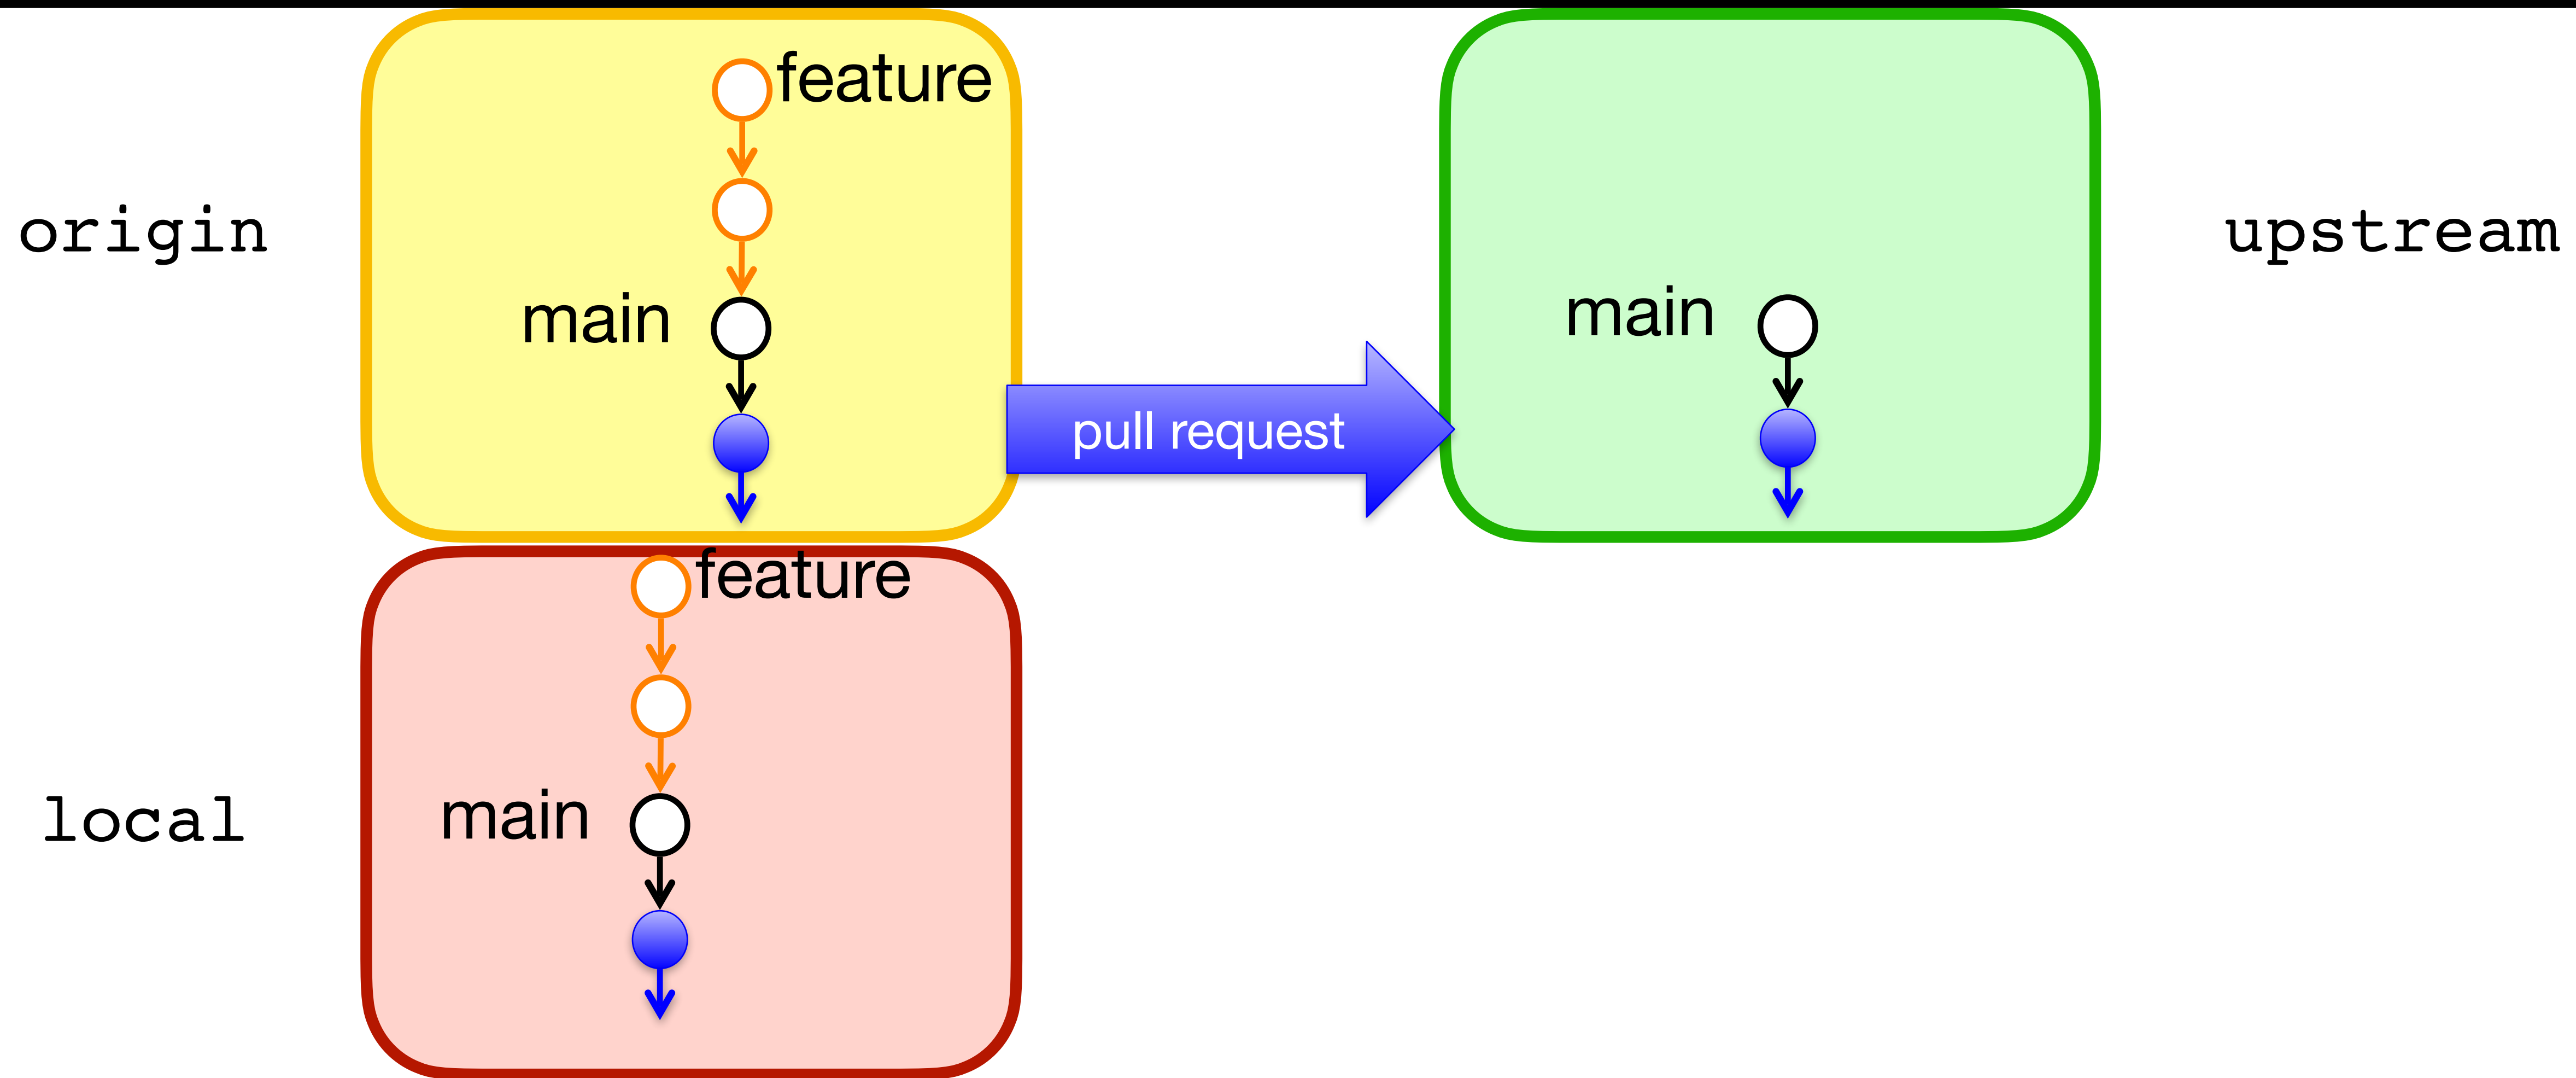 feature
origin
main
pull request
main
upstream
feature
local
main